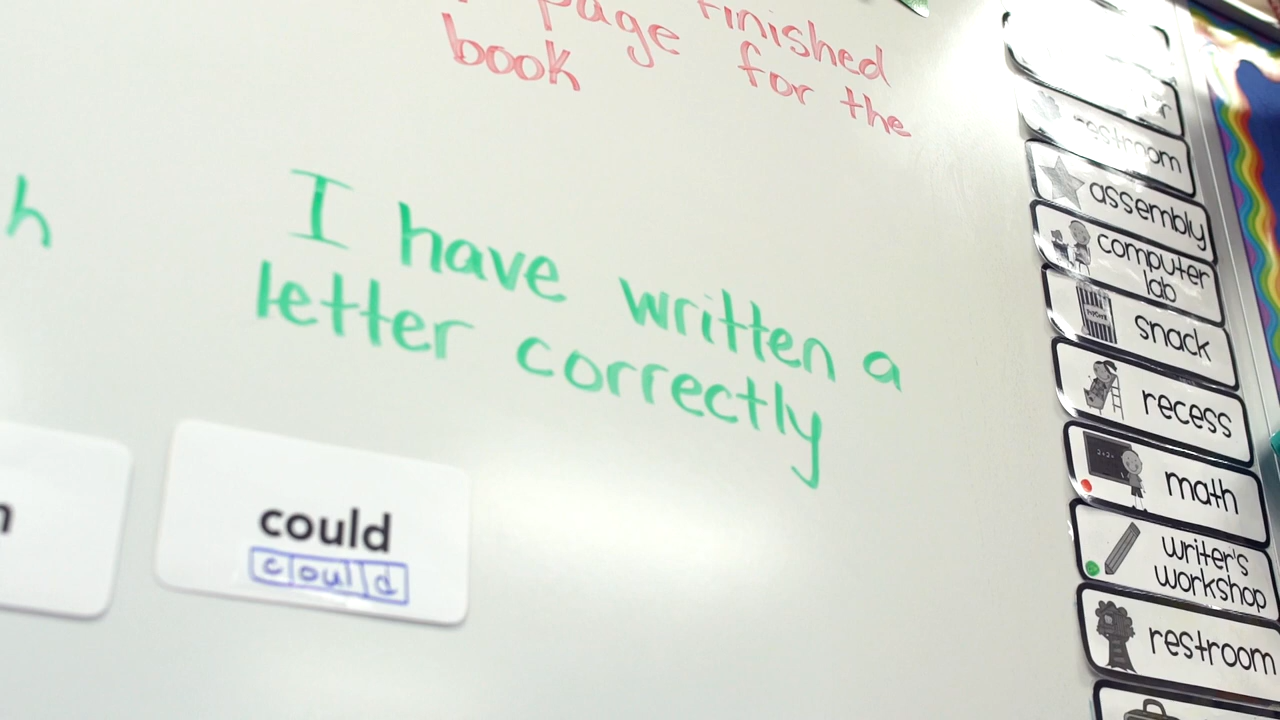 page finished
book for the
h
I have written a
letter correctly
could
c oul d
restroom
assembly
computer
lab
snack
recess
math
writer's
workshop
restroom